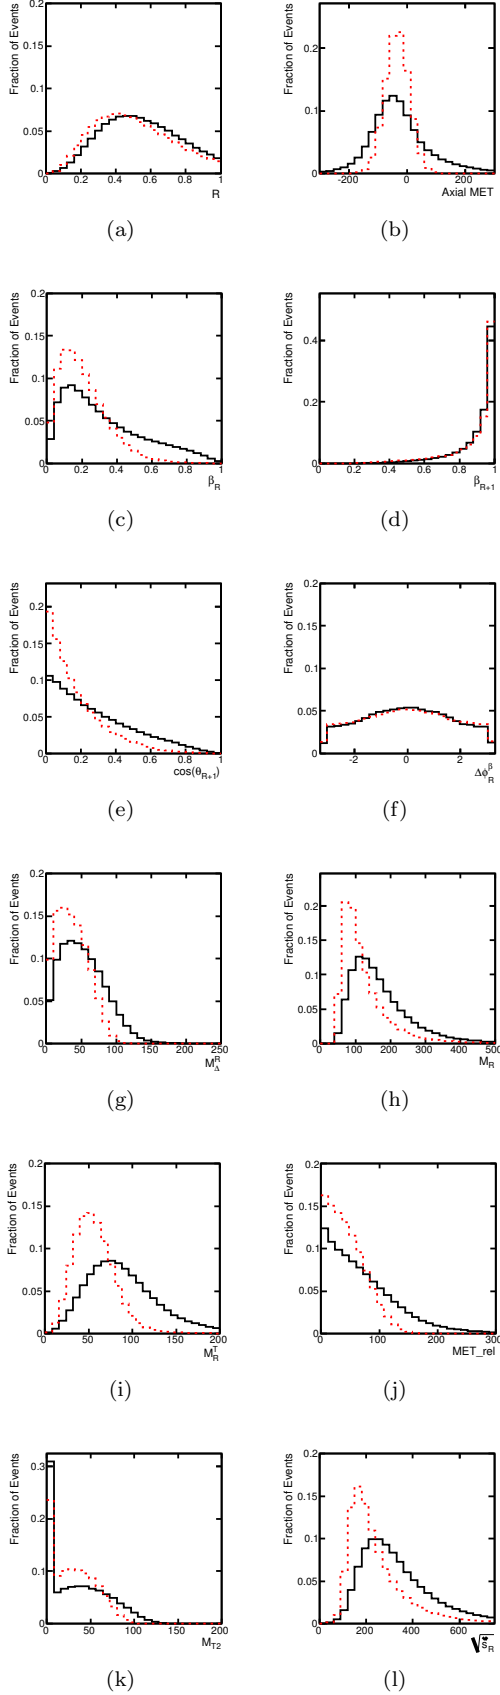 Fraction of Events
0.2
0.15
0.1
0.05
0
0 0.2 0.4 0.6 0.8 1
R
(a)
Fraction of Events
0.2
0.1
0
-200 0 200
Axial MET
(b)
Fraction of Events
0.2
0.15
0.1
0.05
0
0 0.2 0.4 0.6 0.8 1
β_R
(c)
Fraction of Events
0.4
0.2
0
0 0.2 0.4 0.6 0.8 1
β_{R+1}
(d)
Fraction of Events
0.2
0.15
0.1
0.05
0
0 0.2 0.4 0.6 0.8 1
cos(θ_{R+1})
(e)
Fraction of Events
0.2
0.15
0.1
0.05
0
-2 0 2
Δϕ_R^β
(f)
Fraction of Events
0.2
0.15
0.1
0.05
0
0 50 100 150 200 250
M_Δ^R
(g)
Fraction of Events
0.2
0.15
0.1
0.05
0
0 100 200 300 400 500
M_R
(h)
Fraction of Events
0.2
0.15
0.1
0.05
0
0 50 100 150 200
M_R^T
(i)
Fraction of Events
0.2
0.15
0.1
0.05
0
0 100 200 300
MET_rel
(j)
Fraction of Events
0.3
0.2
0.1
0
0 50 100 150 200
M_{T2}
(k)
Fraction of Events
0.2
0.15
0.1
0.05
0
0 200 400 600
√s_R
(l)